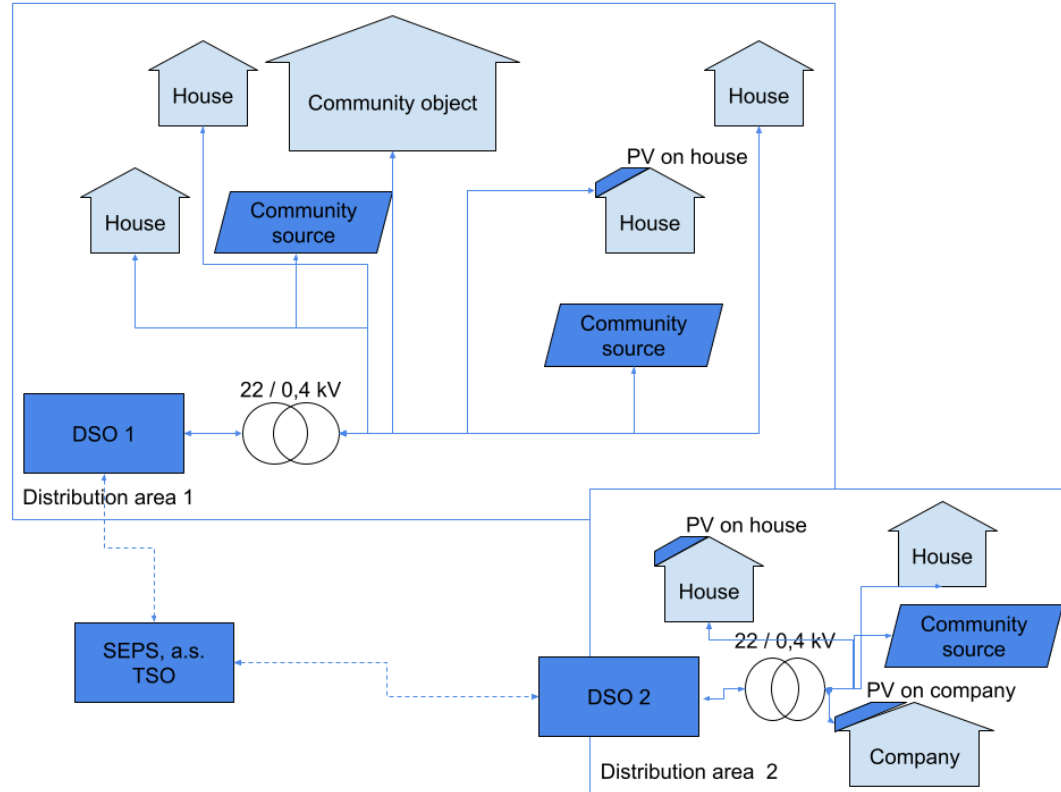 House
Community object
House
PV on house
House
Community
source
House
Community
source
22 / 0,4 kV
DSO 1
Distribution area 1
PV on house
House
House
Community
source
22 / 0,4 kV
SEPS, a.s.
TSO
DSO 2
PV on company
Company
Distribution area  2